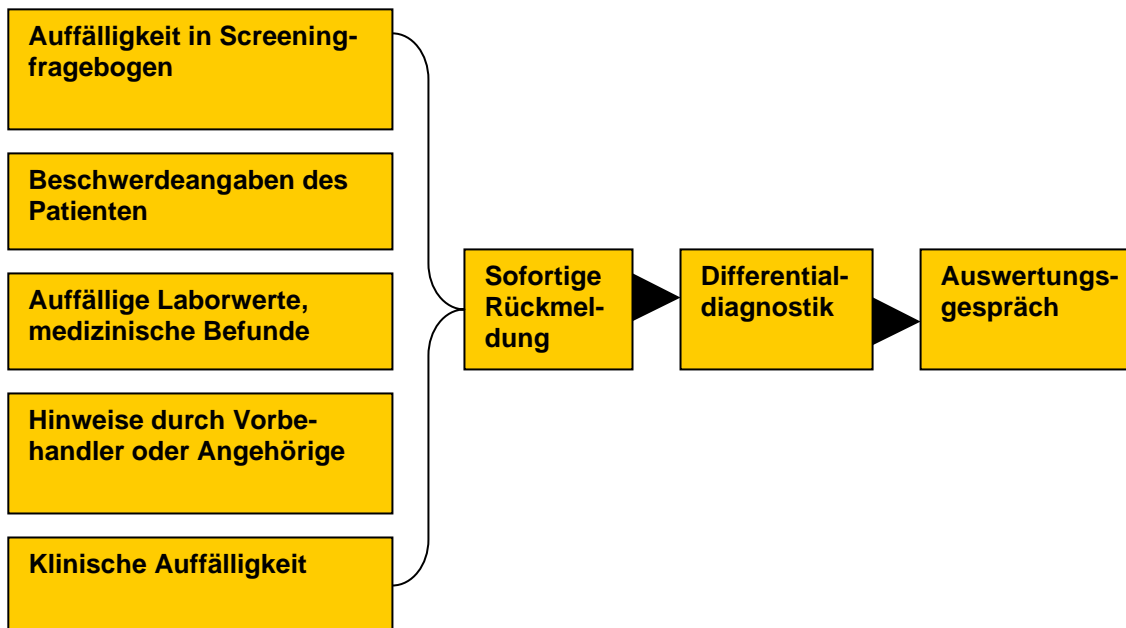 Auffälligkeit in Screening-
fragebogen
Beschwerdeangaben des
Patienten
Auffällige Laborwerte,
medizinische Befunde
Hinweise durch Vorbe-
handler oder Angehörige
Klinische Auffälligkeit
Sofortige
Rückmel-
dung
Differential-
diagnostik
Auswertungs-
gespräch